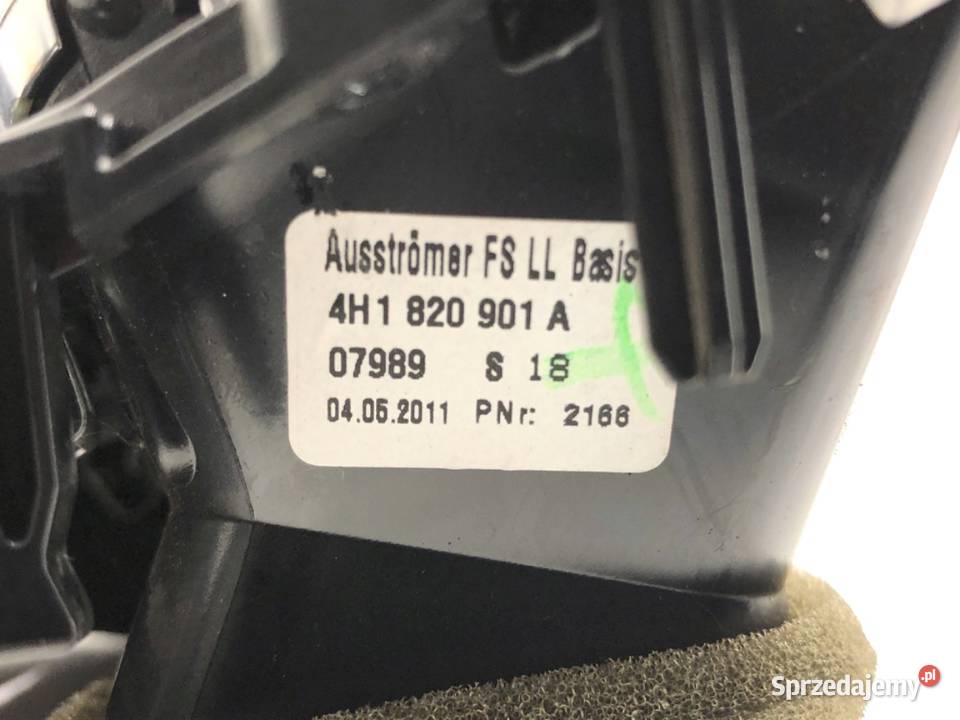 Ausströmer FS LL Basis
4H1 820 901 A
07989 S 18
04.05.2011 PNr: 2166
Sprzedajemy.pl